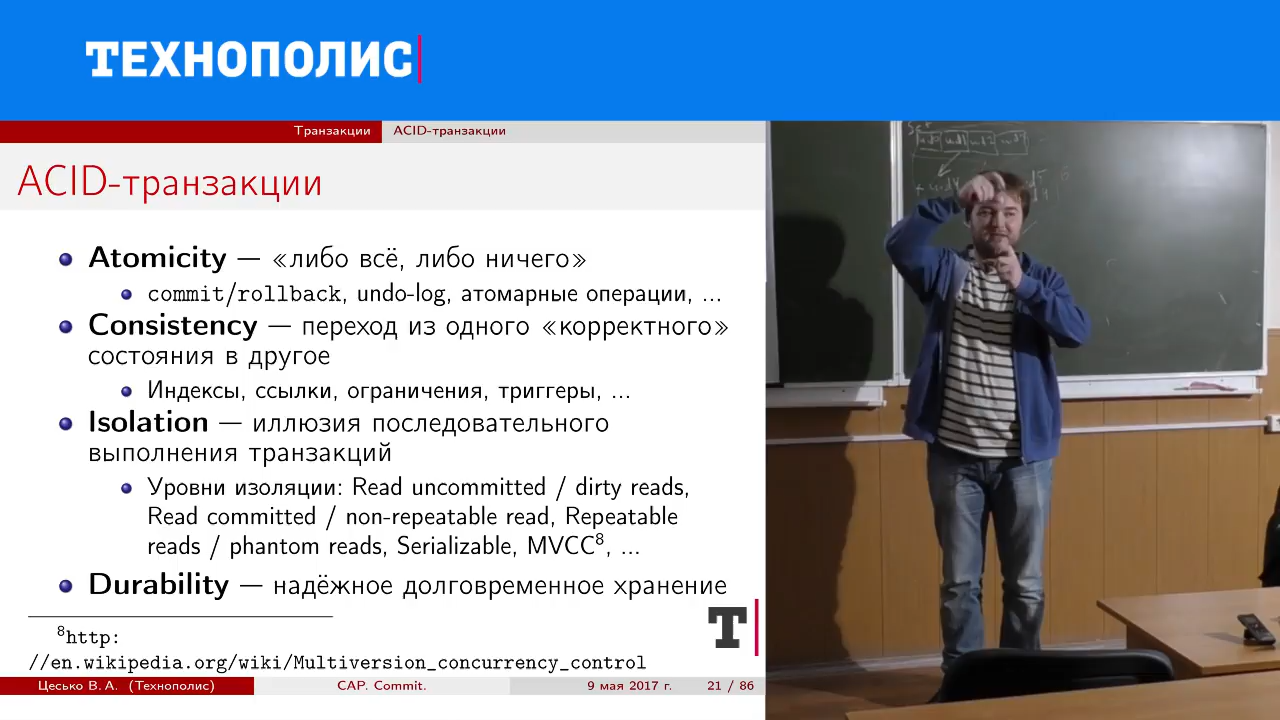 ТЕХНОПОЛИС
Транзакции ACID-транзакции
ACID-транзакции
Atomicity — «либо всё, либо ничего»
commit/rollback, undo-log, атомарные операции, ...
Consistency — переход из одного «корректного»
состояния в другое
Индексы, ссылки, ограничения, триггеры, ...
Isolation — иллюзия последовательного
выполнения транзакций
Уровни изоляции: Read uncommitted / dirty reads,
Read committed / non-repeatable read, Repeatable
reads / phantom reads, Serializable, MVCC⁸, ...
Durability — надёжное долговременное хранение
⁸http:
//en.wikipedia.org/wiki/Multiversion_concurrency_control
Т
Цесько В. А. (Технополис) CAP. Commit. 9 мая 2017 г. 21 / 86